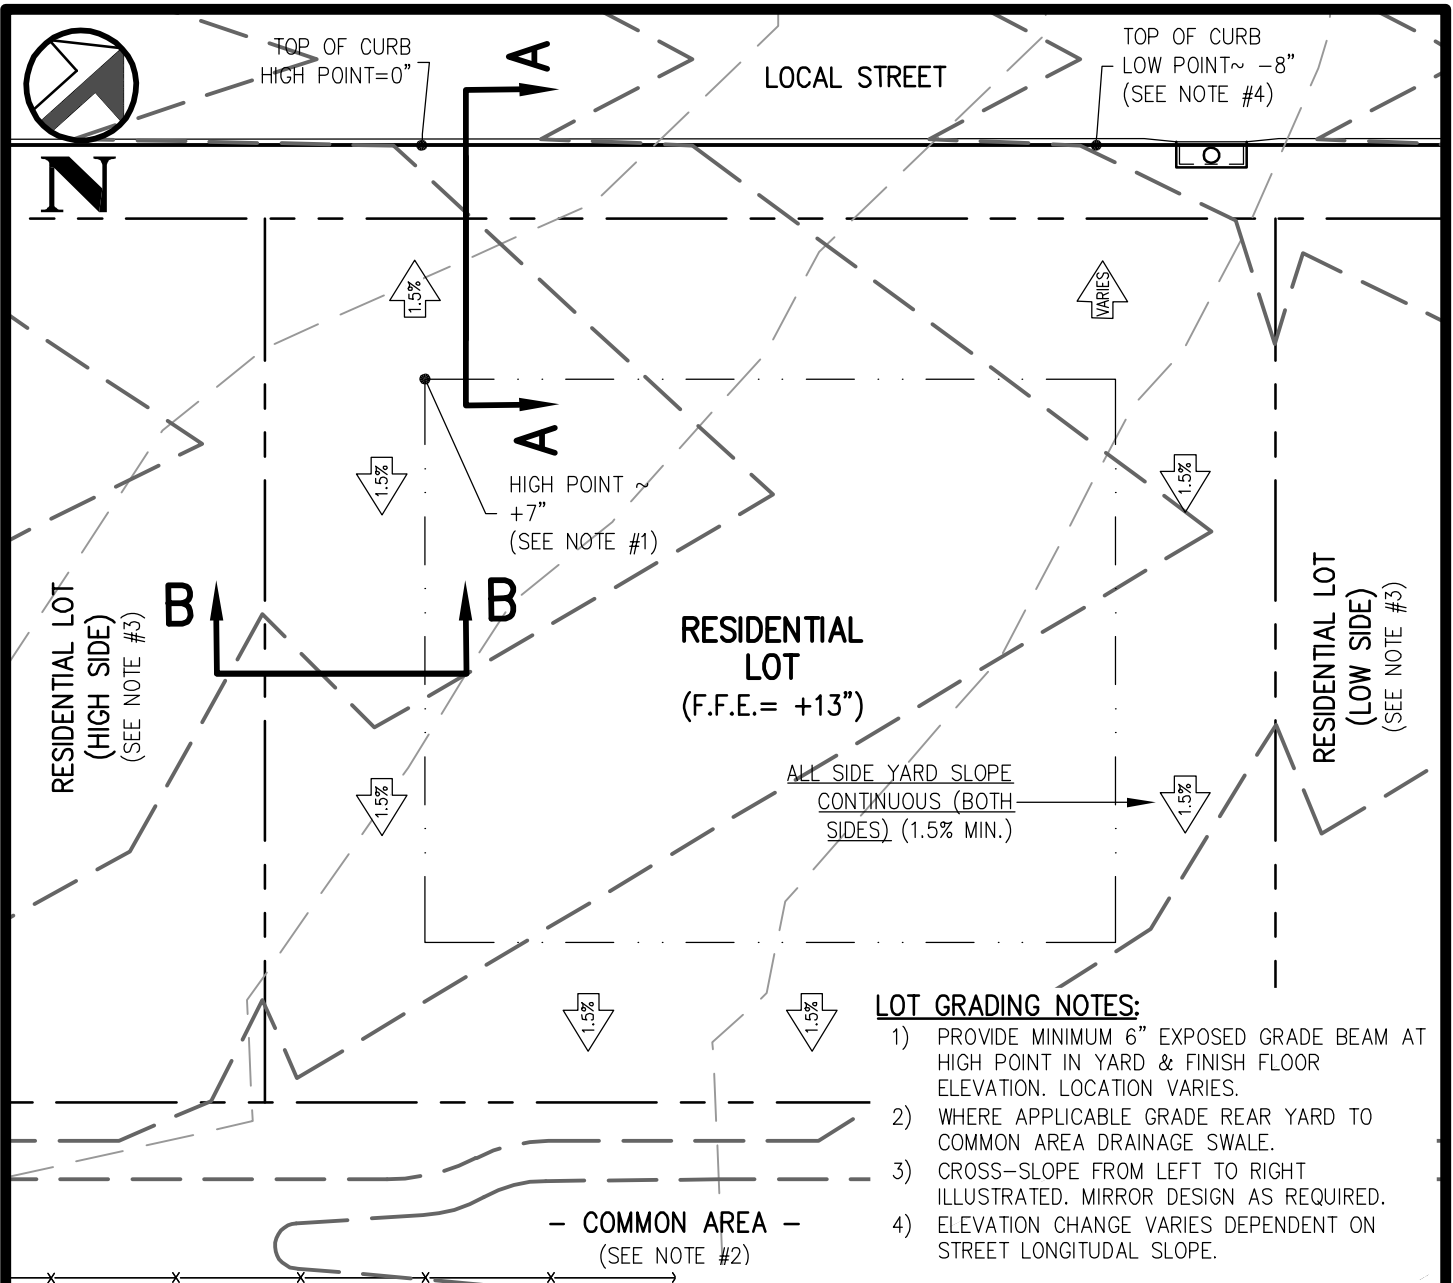 TOP OF CURB
HIGH POINT=0"
A
LOCAL STREET
TOP OF CURB
LOW POINT~ -8"
(SEE NOTE #4)
N
1.5%
VARIES
A
1.5%
HIGH POINT ~
+7"
(SEE NOTE #1)
1.5%
B
B
RESIDENTIAL LOT
(HIGH SIDE)
(SEE NOTE #3)
RESIDENTIAL
LOT
(F.F.E.= +13")
RESIDENTIAL LOT
(LOW SIDE)
(SEE NOTE #3)
1.5%
ALL SIDE YARD SLOPE
CONTINUOUS (BOTH
SIDES) (1.5% MIN.)
1.5%
1.5%
1.5%
LOT GRADING NOTES:
1) PROVIDE MINIMUM 6" EXPOSED GRADE BEAM AT
HIGH POINT IN YARD & FINISH FLOOR
ELEVATION. LOCATION VARIES.
2) WHERE APPLICABLE GRADE REAR YARD TO
COMMON AREA DRAINAGE SWALE.
3) CROSS-SLOPE FROM LEFT TO RIGHT
ILLUSTRATED. MIRROR DESIGN AS REQUIRED.
4) ELEVATION CHANGE VARIES DEPENDENT ON
STREET LONGITUDAL SLOPE.
- COMMON AREA -
(SEE NOTE #2)